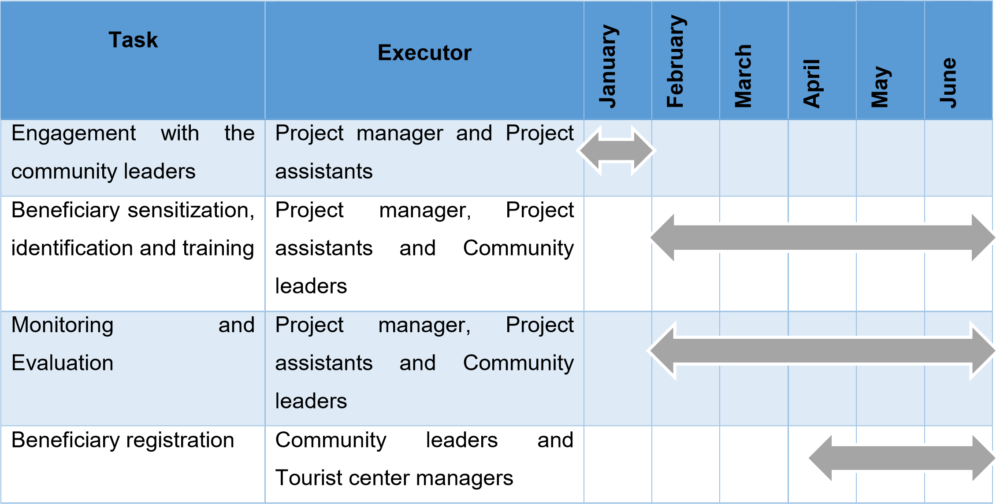 Task
Executor
January
February
March
April
May
June
Engagement with the
community leaders
Project manager and Project
assistants
Beneficiary sensitization,
identification and training
Project manager, Project
assistants and Community
leaders
Monitoring and
Evaluation
Project manager, Project
assistants and Community
leaders
Beneficiary registration
Community leaders and
Tourist center managers